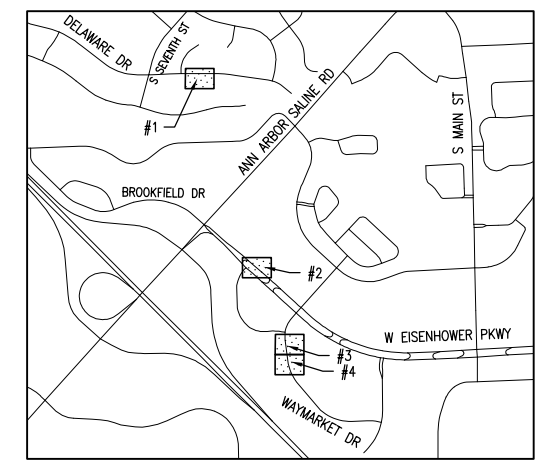 DELAWARE DR
S SEVENTH ST
#1
ANN ARBOR SALINE RD
S MAIN ST
BROOKFIELD DR
#2
W EISENHOWER PKWY
#3
#4
WAYMARKET DR